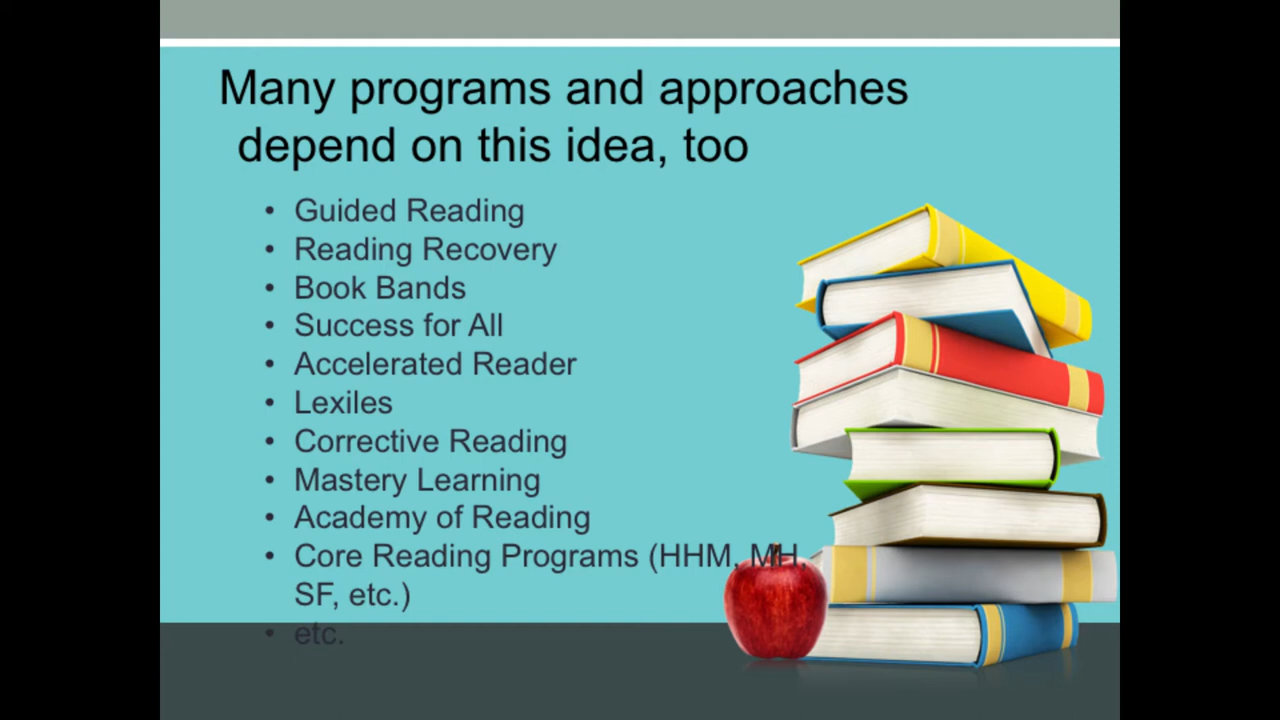 Many programs and approaches
depend on this idea, too
• Guided Reading
• Reading Recovery
• Book Bands
• Success for All
• Accelerated Reader
• Lexiles
• Corrective Reading
• Mastery Learning
• Academy of Reading
• Core Reading Programs (HHM, MH,
SF, etc.)
• etc.